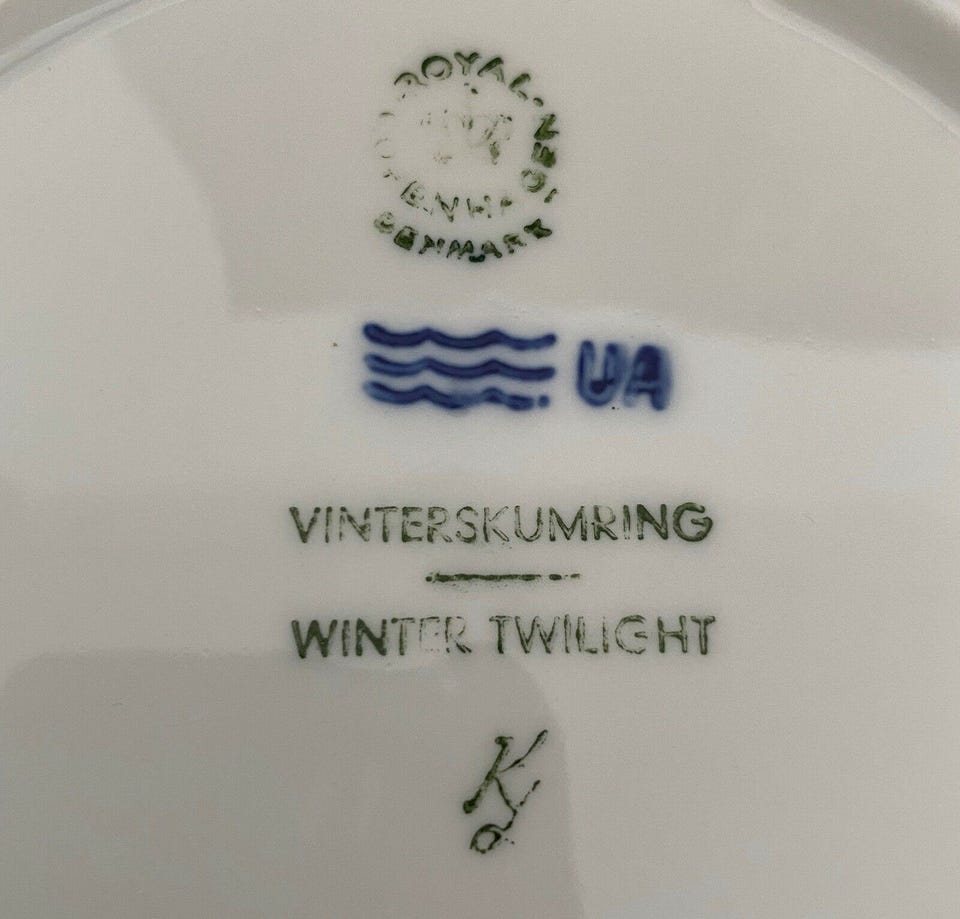 ROYAL
DENMARK
UA
VINTERSKUMRING
WINTER TWILIGHT